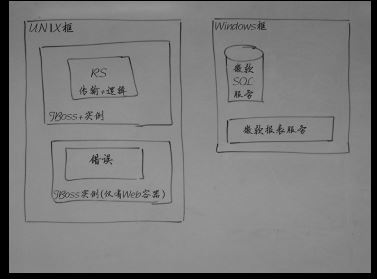 UNIX框
RS
传输+逻辑
JBoss+实例
错误
JBoss实例(仅有Web容器)
Windows框
微软
SQL
服务
微软报表服务